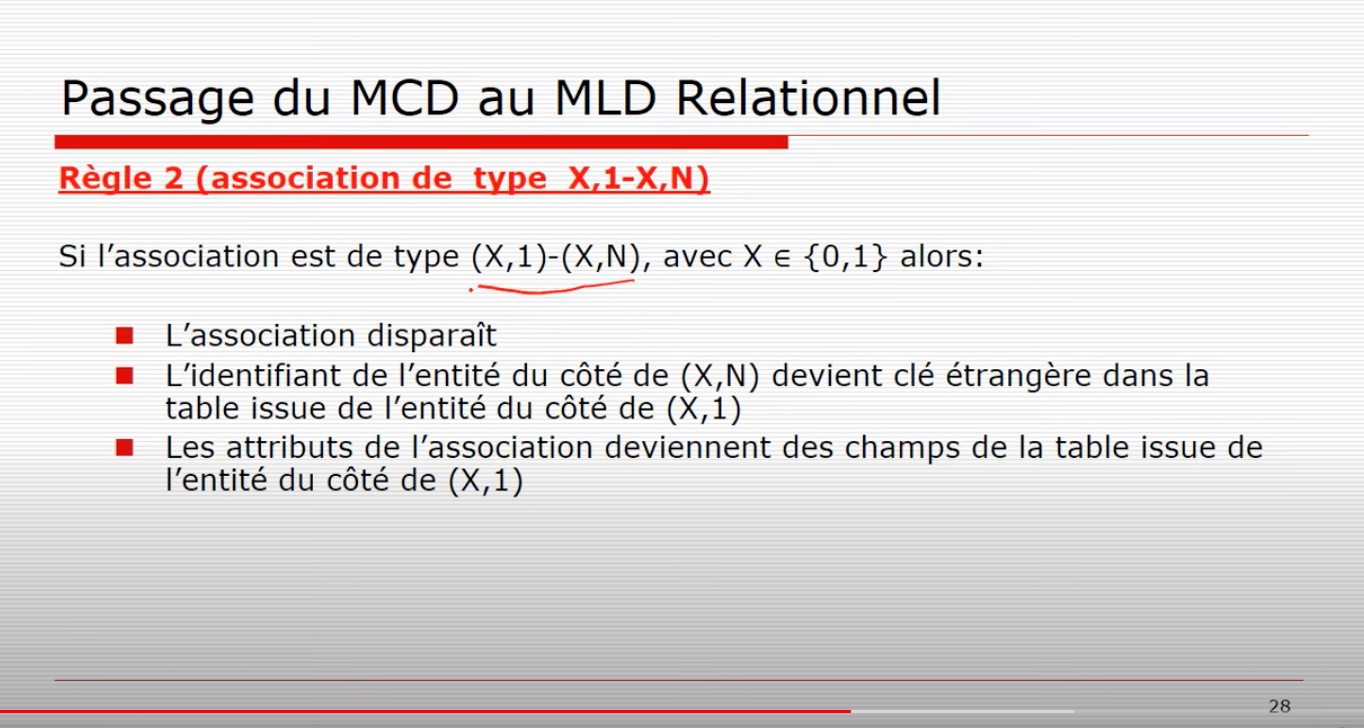 Passage du MCD au MLD Relationnel
Règle 2 (association de type X,1-X,N)
Si l’association est de type (X,1)-(X,N), avec X ∈ {0,1} alors:
L’association disparaît
L’identifiant de l’entité du côté de (X,N) devient clé étrangère dans la
table issue de l’entité du côté de (X,1)
Les attributs de l’association deviennent des champs de la table issue de
l’entité du côté de (X,1)
28